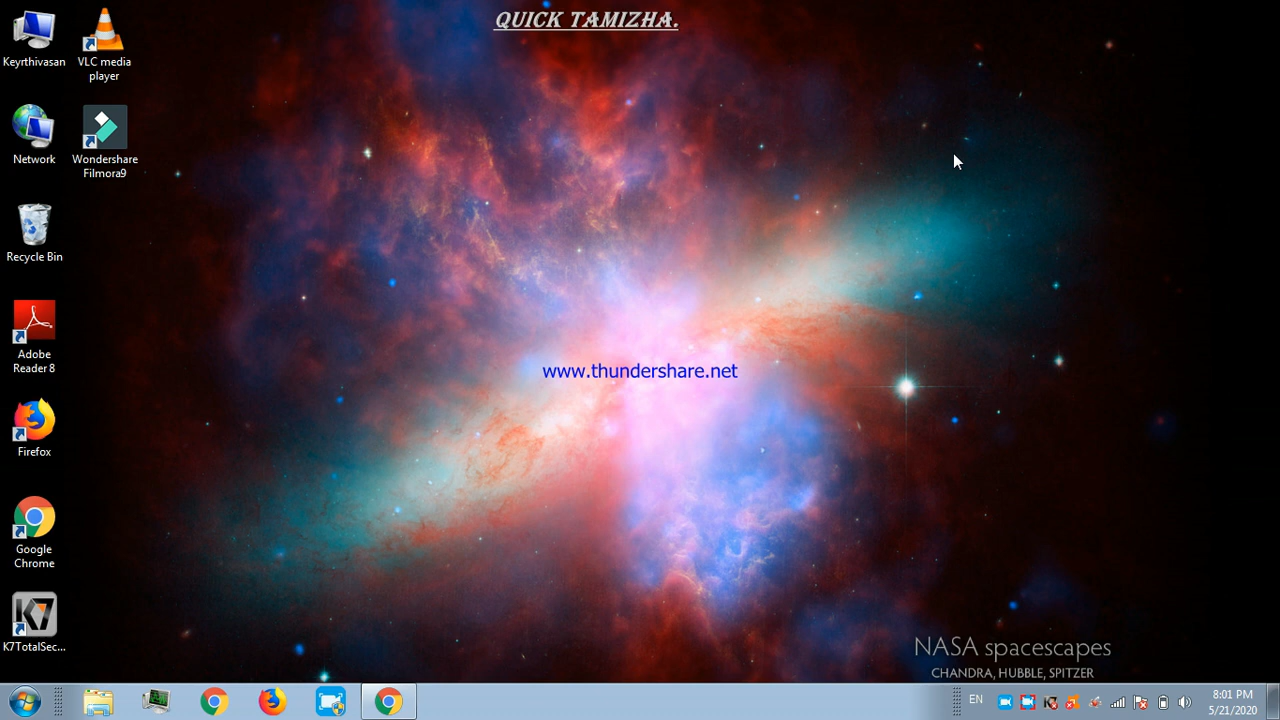 QUICK TAMIZHA.
Keyrthivasan
VLC media
player
Network
Wondershare
Filmora9
Recycle Bin
Adobe
Reader 8
Firefox
Google
Chrome
K7TotalSec...
www.thundershare.net
NASA spacescapes
CHANDRA, HUBBLE, SPITZER
EN
8:01 PM
5/21/2020